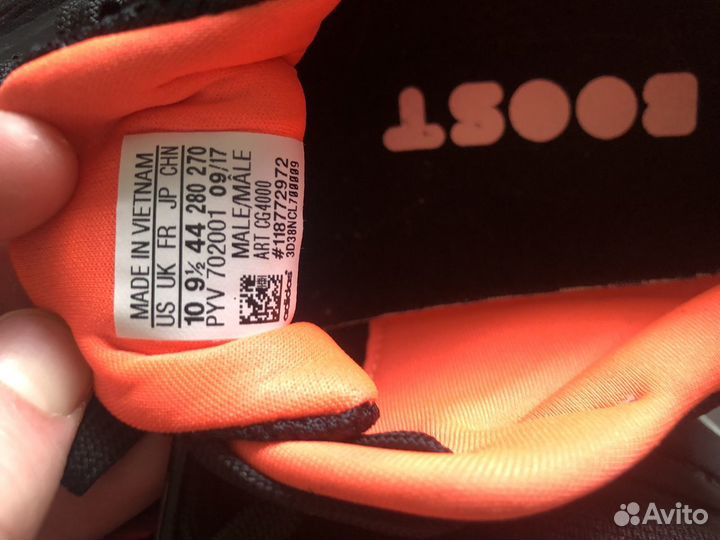 MADE IN VIETNAM
US UK FR JP CHN
10 9½ 44 280 270
PYV 702001 09/17
MALE/MÂLE
ART CG4000
#118772972
3D38NCL700009
adidas
BOOST
Avito